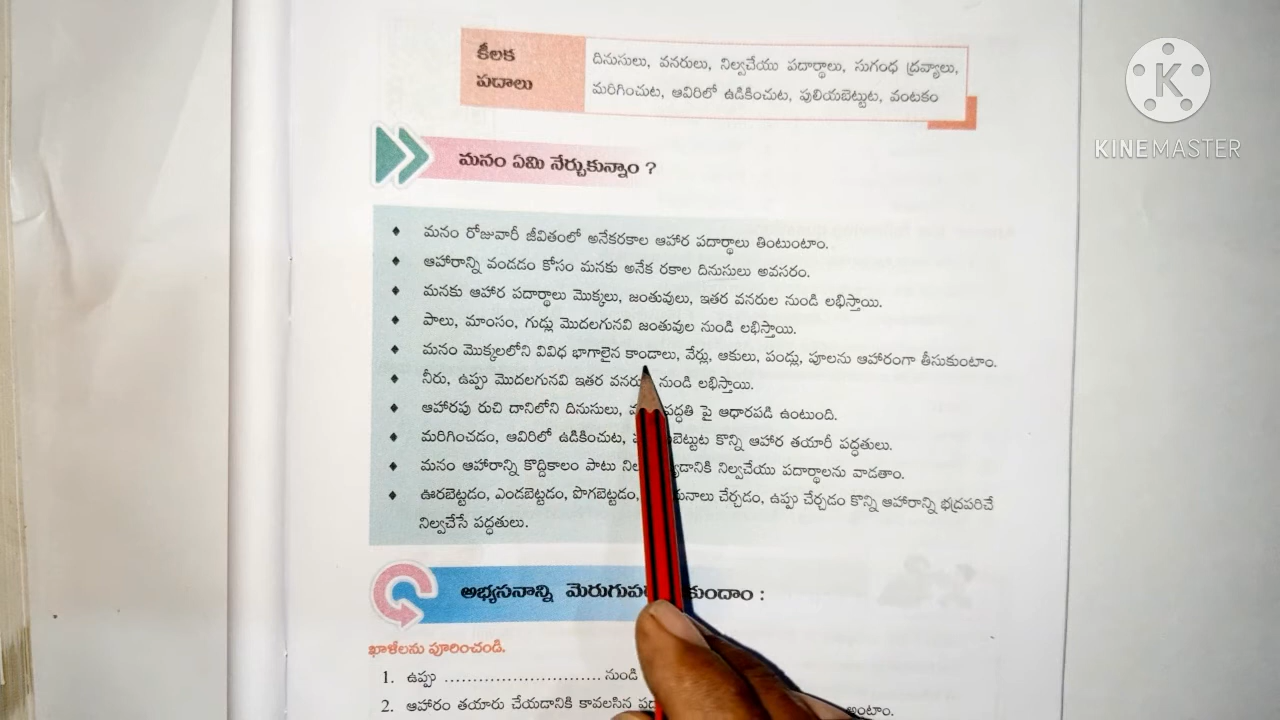 కీలక
పదాలు
దినుసులు, వనరులు, నిల్వచేయు పదార్థాలు, సుగంధ ద్రవ్యాలు,
మరిగించుట, ఆవిరిలో ఉడికించుట, పులియబెట్టుట, వంటకం
K
KINEMASTER
మనం ఏమి నేర్చుకున్నాం ?
♦ మనం రోజువారీ జీవితంలో అనేకరకాల ఆహార పదార్థాలు తింటుంటాం.
♦ ఆహారాన్ని వండడం కోసం మనకు అనేక రకాల దినుసులు అవసరం.
♦ మనకు ఆహార పదార్థాలు మొక్కలు, జంతువులు, ఇతర వనరుల నుండి లభిస్తాయి.
♦ పాలు, మాంసం, గుడ్లు మొదలగునవి జంతువుల నుండి లభిస్తాయి.
♦ మనం మొక్కలలోని వివిధ భాగాలైన కాండాలు, వేర్లు, ఆకులు, పండ్లు, పూలను ఆహారంగా తీసుకుంటాం.
♦ నీరు, ఉప్పు మొదలగునవి ఇతర నుండి లభిస్తాయి.
♦ ఆహారపు రుచి దానిలోని దినుసులు, పద్ధతి పై ఆధారపడి ఉంటుంది.
♦ మరిగించడం, ఆవిరిలో ఉడికించుట, కొన్ని ఆహార తయారీ పద్ధతులు.
♦ మనం ఆహారాన్ని కొద్దికాలం పాటు నిల్వచేయు పదార్థాలను వాడతాం.
♦ ఊరబెట్టడం, ఎండబెట్టడం, పొగబెట్టడం, చేర్చడం, ఉప్పు చేర్చడం కొన్ని ఆహారాన్ని భద్రపరిచే
నిల్వచేసే పద్ధతులు.
అభ్యసనాన్ని :
ఖాళీలను పూరించండి.
1. ఉప్పు ........................... నుండి
2. ఆహారం తయారు చేయడానికి కావలసిన అంటాం.